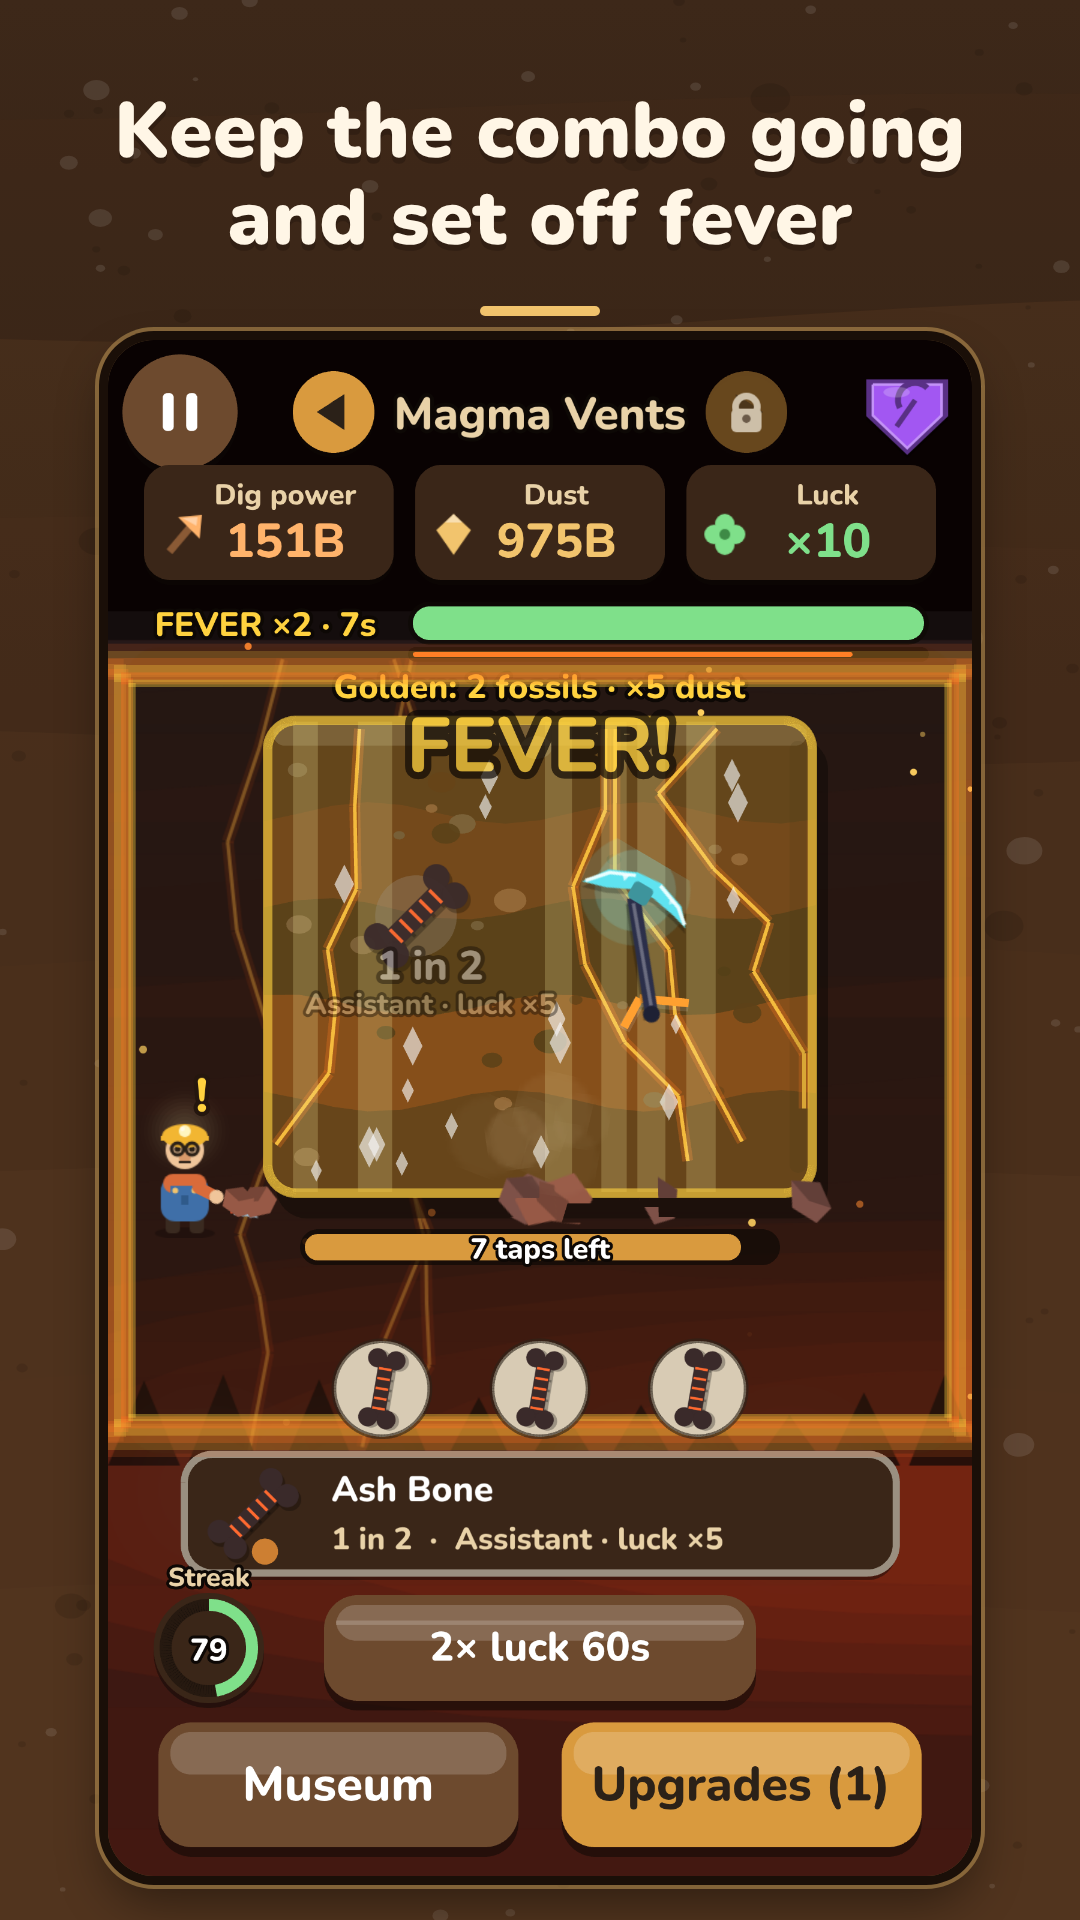 Keep the combo going
and set off fever
Magma Vents
Dig power
151B
Dust
975B
Luck
×10
FEVER ×2 · 7s
Golden: 2 fossils · ×5 dust
FEVER!
1 in 2
Assistant · luck ×5
!
7 taps left
Ash Bone
1 in 2 · Assistant · luck ×5
Streak
79
2× luck 60s
Museum
Upgrades (1)